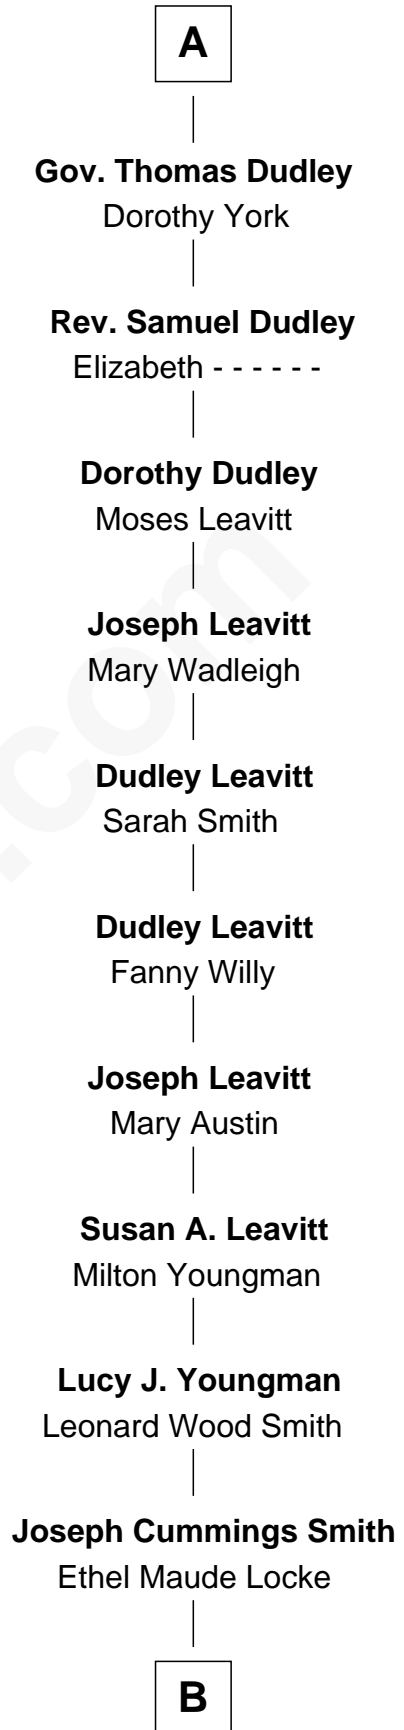 A
Gov. Thomas Dudley
Dorothy York
Rev. Samuel Dudley
Elizabeth - - - - - -
Dorothy Dudley
Moses Leavitt
Joseph Leavitt
Mary Wadleigh
Dudley Leavitt
Sarah Smith
Dudley Leavitt
Fanny Willy
Joseph Leavitt
Mary Austin
Susan A. Leavitt
Milton Youngman
Lucy J. Youngman
Leonard Wood Smith
Joseph Cummings Smith
Ethel Maude Locke
B
.com